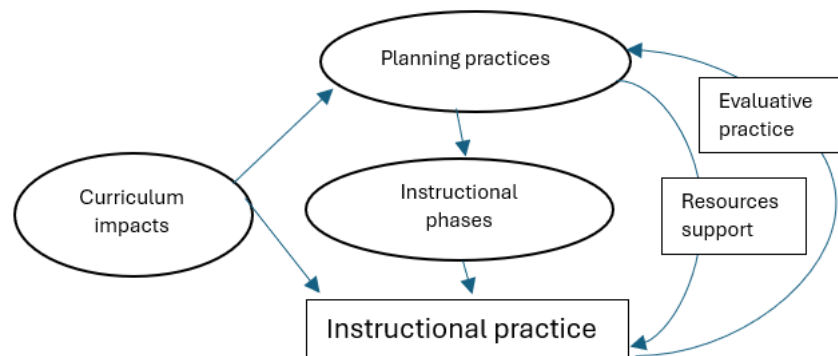 Planning practices
Evaluative
practice
Curriculum
impacts
Instructional
phases
Resources
support
Instructional practice